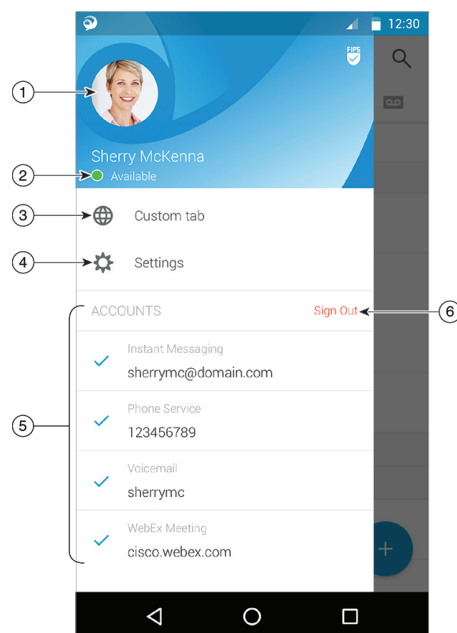 12:30
FIPS
1
Sherry McKenna
2
Available
3
Custom tab
4
Settings
ACCOUNTS
Sign Out
6
Instant Messaging
sherrymc@domain.com
5
Phone Service
123456789
Voicemail
sherrymc
WebEx Meeting
cisco.webex.com
+